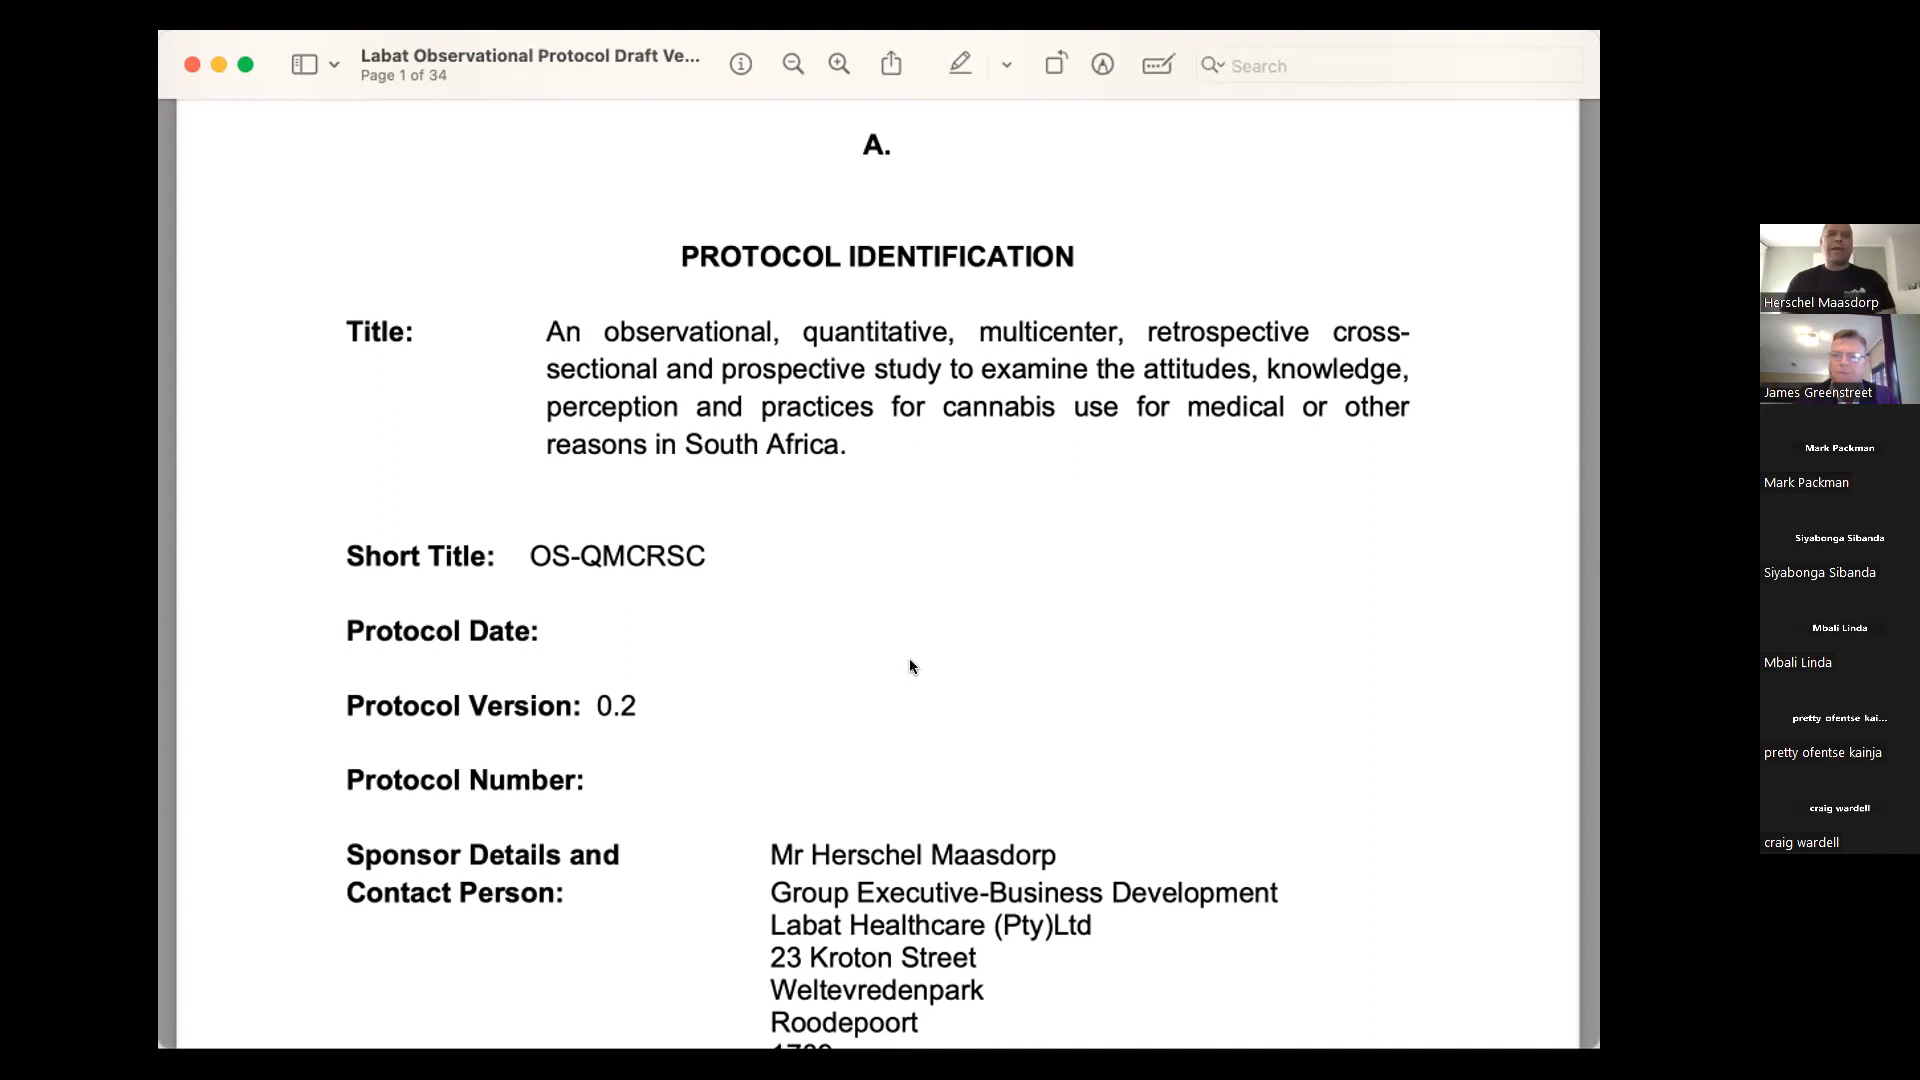 Labat Observational Protocol Draft Ve...
Page 1 of 34
Search
A.
PROTOCOL IDENTIFICATION
Title: An observational, quantitative, multicenter, retrospective cross-
sectional and prospective study to examine the attitudes, knowledge,
perception and practices for cannabis use for medical or other
reasons in South Africa.
Short Title: OS-QMCRSC
Protocol Date:
Protocol Version: 0.2
Protocol Number:
Sponsor Details and Mr Herschel Maasdorp
Contact Person: Group Executive-Business Development
Labat Healthcare (Pty)Ltd
23 Kroton Street
Weltevredenpark
Roodepoort
Herschel Maasdorp
James Greenstreet
Mark Packman
Mark Packman
Siyabonga Sibanda
Siyabonga Sibanda
Mbali Linda
Mbali Linda
pretty ofentse kai...
pretty ofentse kainja
craig wardell
craig wardell